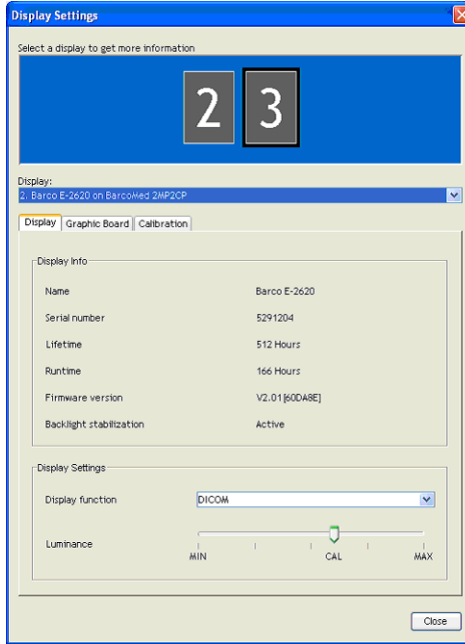 Display Settings
Select a display to get more information
2 3
Display:
2. Barco E-2620 on BarcoMed 2MP2CP
Display Graphic Board Calibration
Display Info
Name Barco E-2620
Serial number 5291204
Lifetime 512 Hours
Runtime 166 Hours
Firmware version V2.01[60DA8E]
Backlight stabilization Active
Display Settings
Display function DICOM
Luminance
MIN CAL MAX
Close